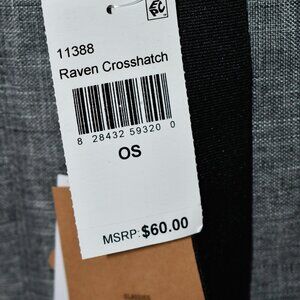 11388
Raven Crosshatch
8 28432 59320 0
OS
MSRP: $60.00